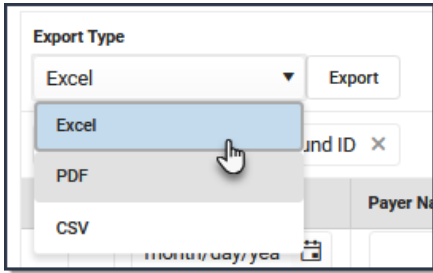 Export Type
Excel Export
Excel
und ID ×
PDF
Payer Na
CSV
month/day/yea